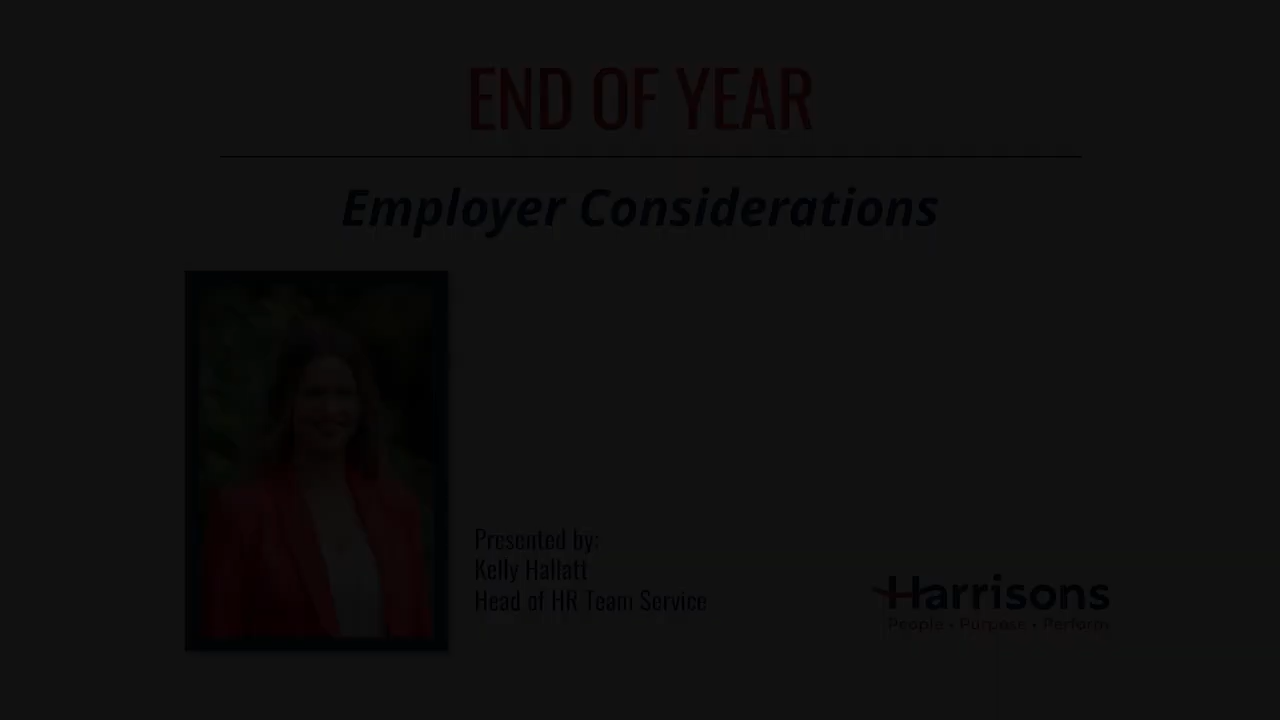 END OF YEAR
Employer Considerations
Presented by:
Kelly Hallatt
Head of HR Team Service
Harrisons
People • Purpose • Perform